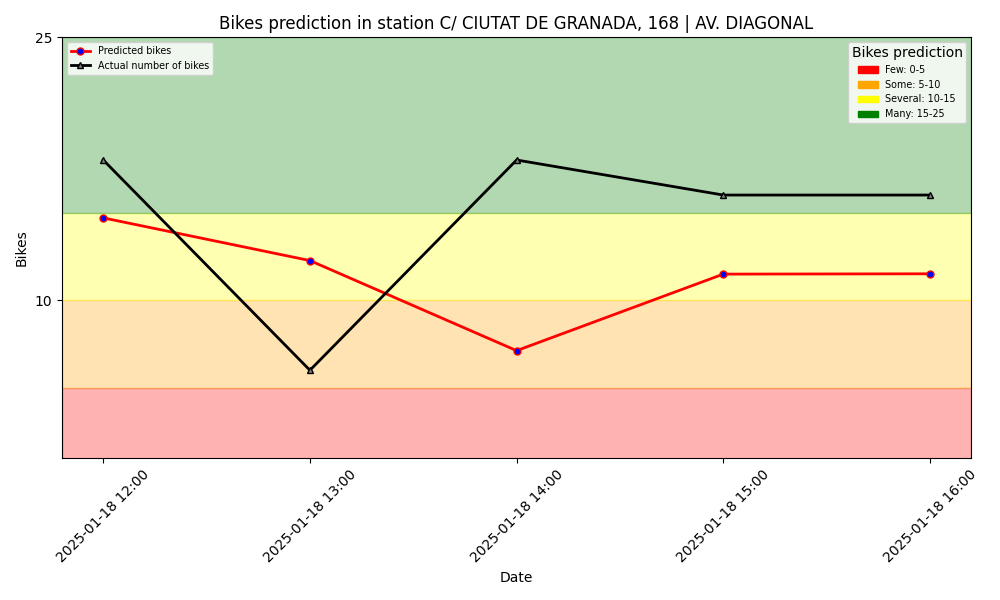 Bikes prediction in station C/ CIUTAT DE GRANADA, 168 | AV. DIAGONAL
25
Predicted bikes
Actual number of bikes
Bikes prediction
Few: 0-5
Some: 5-10
Several: 10-15
Many: 15-25
Bikes
10
2025-01-18 12:00
2025-01-18 13:00
2025-01-18 14:00
2025-01-18 15:00
2025-01-18 16:00
Date